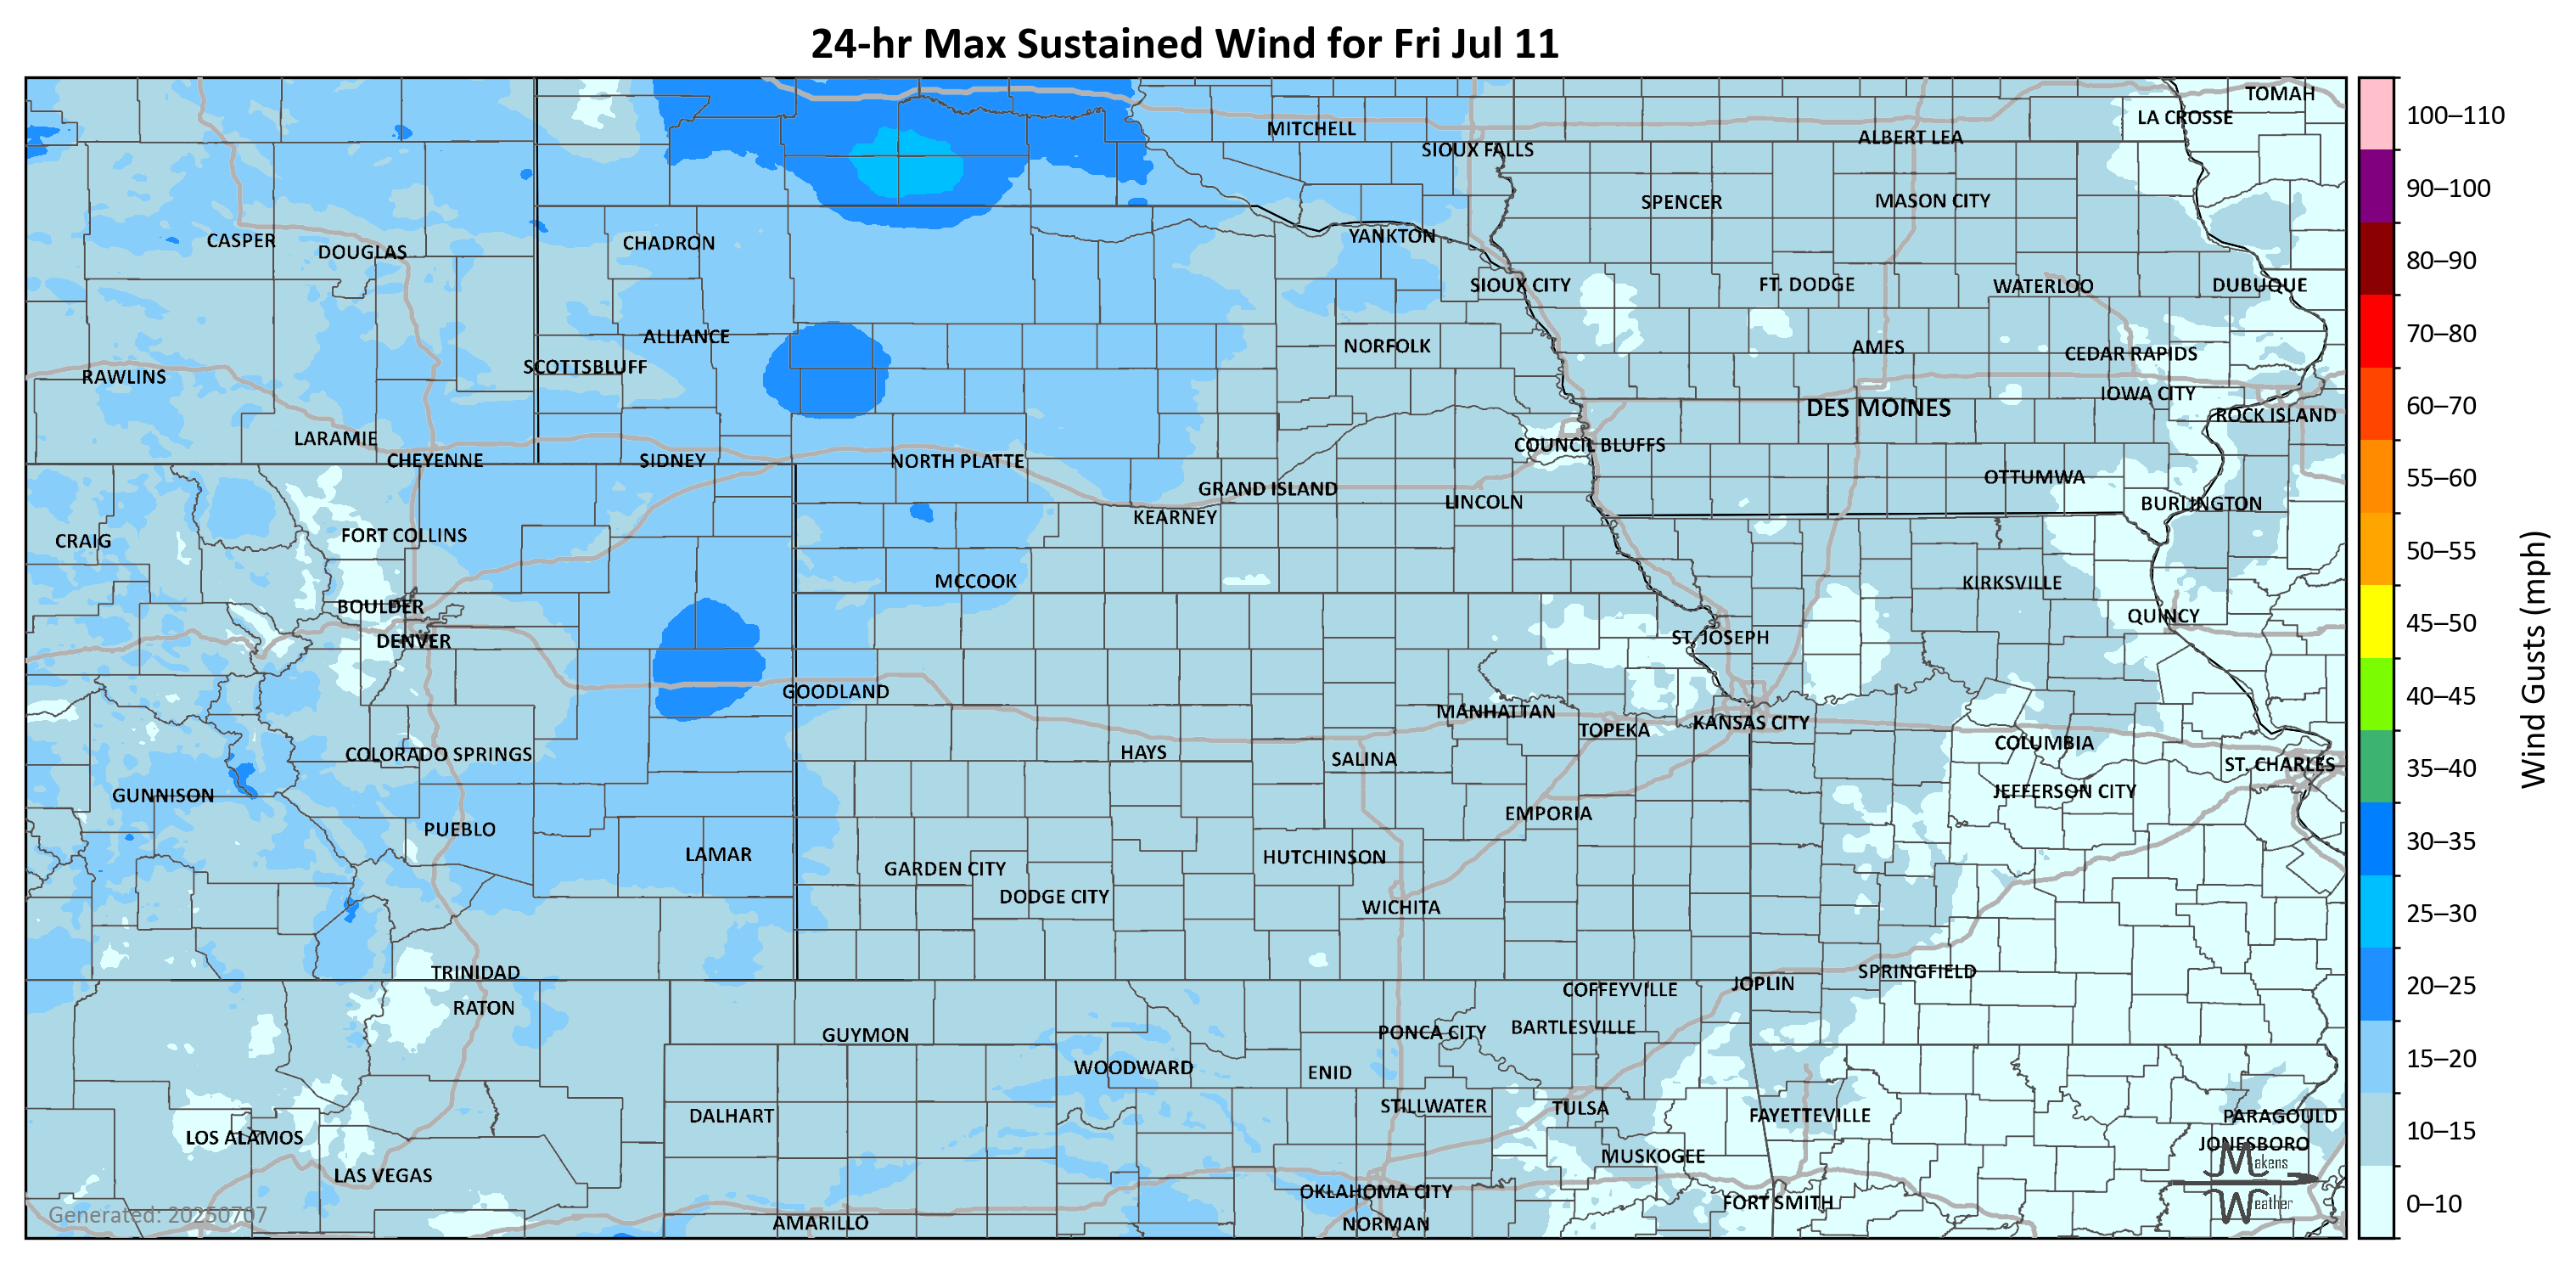 24-hr Max Sustained Wind for Fri Jul 11
TOMAH
LA CROSSE
MITCHELL
ALBERT LEA
SIOUX FALLS
SPENCER
MASON CITY
CASPER
DOUGLAS
CHADRON
YANKTON
SIOUX CITY
FT. DODGE
WATERLOO
DUBUQUE
ALLIANCE
NORFOLK
AMES
CEDAR RAPIDS
SCOTTSBLUFF
RAWLINS
IOWA CITY
DES MOINES
ROCK ISLAND
LARAMIE
COUNCIL BLUFFS
CHEYENNE
SIDNEY
NORTH PLATTE
OTTUMWA
GRAND ISLAND
LINCOLN
BURLINGTON
KEARNEY
FORT COLLINS
CRAIG
MCCOOK
KIRKSVILLE
BOULDER
QUINCY
DENVER
ST. JOSEPH
GOODLAND
MANHATTAN
TOPEKA
KANSAS CITY
COLORADO SPRINGS
HAYS
SALINA
COLUMBIA
ST. CHARLES
GUNNISON
JEFFERSON CITY
EMPORIA
PUEBLO
LAMAR
HUTCHINSON
GARDEN CITY
DODGE CITY
WICHITA
TRINIDAD
SPRINGFIELD
JOPLIN
COFFEYVILLE
RATON
GUYMON
PONCA CITY
BARTLESVILLE
WOODWARD
ENID
STILLWATER
TULSA
DALHART
FAYETTEVILLE
PARAGOULD
LOS ALAMOS
JONESBORO
MUSKOGEE
LAS VEGAS
OKLAHOMA CITY
FORT SMITH
AMARILLO
NORMAN
Generated: 20250707
Makens
Weather
100–110
90–100
80–90
70–80
60–70
55–60
50–55
45–50
40–45
35–40
30–35
25–30
20–25
15–20
10–15
0–10
Wind Gusts (mph)